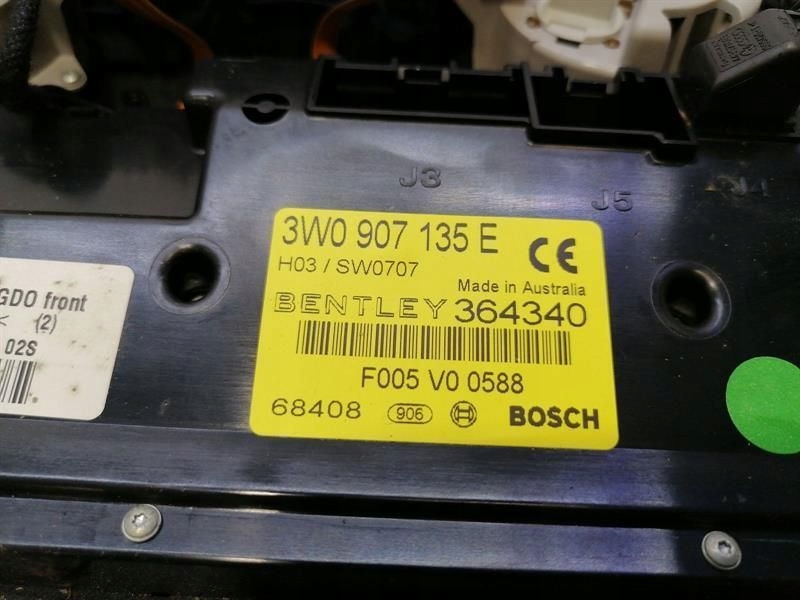 J3
J5
3W0 907 135 E
CE
H03 / SW0707
Made in Australia
BENTLEY 364340
F005 V0 0588
68408 906 BOSCH
GDO front
< (2)
02S